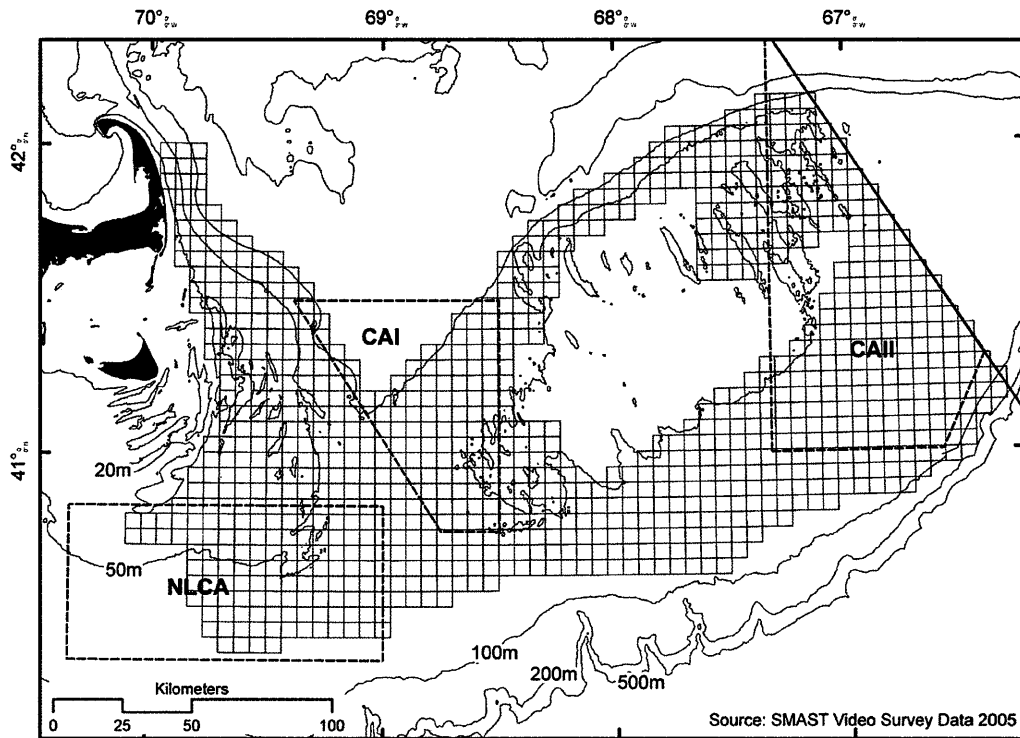 70° 69° 68° 67°
42°
CAI
CAII
41°
20m
50m
NLCA
100m
200m
500m
Kilometers
0 25 50 100
Source: SMAST Video Survey Data 2005